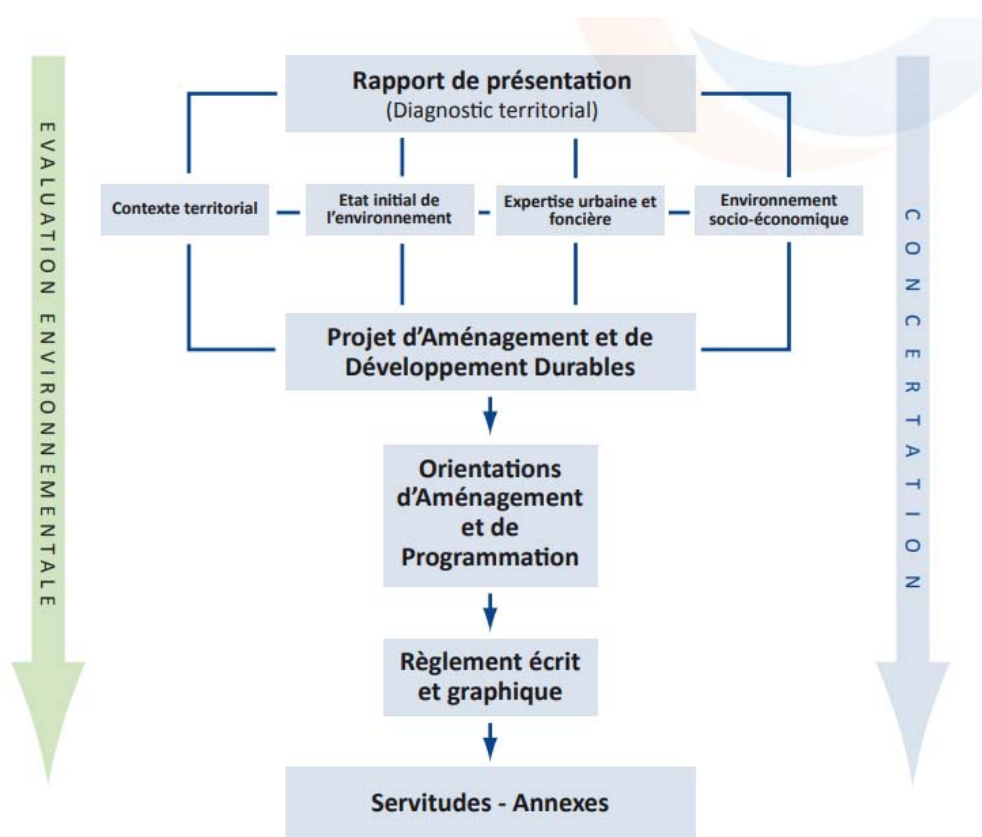 Rapport de présentation
(Diagnostic territorial)
EVALUATION ENVIRONNEMENTALE
CONCERTATION
Contexte territorial
Etat initial de
l'environnement
Expertise urbaine et
foncière
Environnement
socio-économique
Projet d'Aménagement et de
Développement Durables
Orientations
d'Aménagement
et de
Programmation
Règlement écrit
et graphique
Servitudes - Annexes